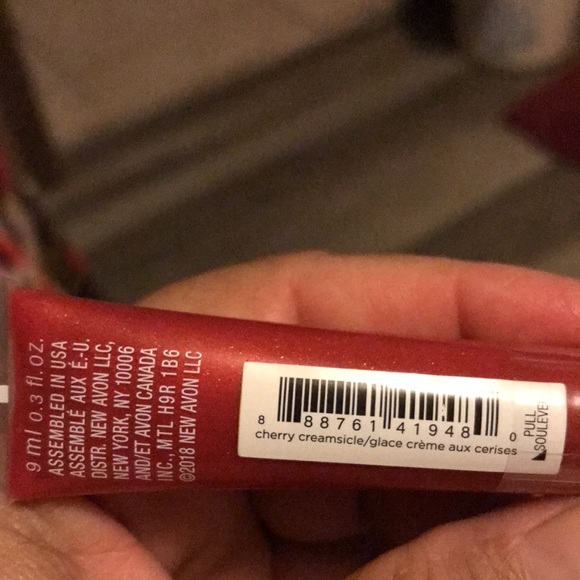 9 ml 0.3 fl.oz.
ASSEMBLED IN USA
ASSEMBLÉ AUX É.-U.
DISTR. NEW AVON LLC,
NEW YORK, NY 10006
AND/ET AVON CANADA
INC., MTL H9R 1B6
©2018 NEW AVON LLC
8 88761 41948 0
cherry creamsicle/glace crème aux cerises
PULL
SOULEVER